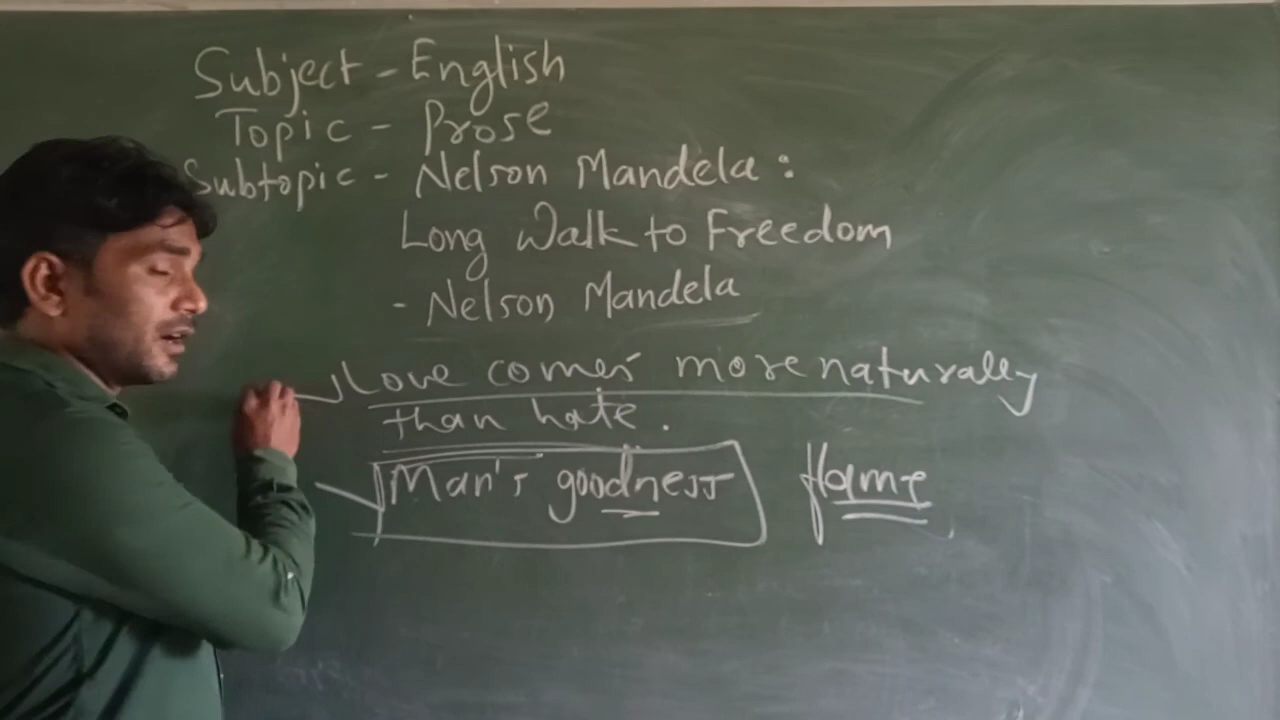 Subject - English
Topic - Prose
Subtopic - Nelson Mandela :
Long Walk to Freedom
- Nelson Mandela
Love comes more naturally
than hate.
Man's goodness flame